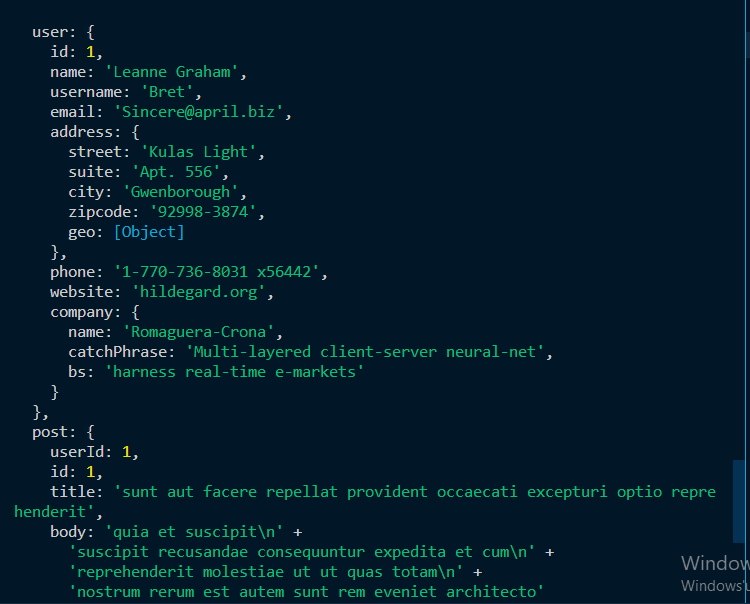 user: {
id: 1,
name: 'Leanne Graham',
username: 'Bret',
email: 'Sincere@april.biz',
address: {
street: 'Kulas Light',
suite: 'Apt. 556',
city: 'Gwenborough',
zipcode: '92998-3874',
geo: [Object]
},
phone: '1-770-736-8031 x56442',
website: 'hildegard.org',
company: {
name: 'Romaguera-Crona',
catchPhrase: 'Multi-layered client-server neural-net',
bs: 'harness real-time e-markets'
}
},
post: {
userId: 1,
id: 1,
title: 'sunt aut facere repellat provident occaecati excepturi optio repre
henderit',
body: 'quia et suscipit\n' +
'suscipit recusandae consequuntur expedita et cum\n' +
'reprehenderit molestiae ut ut quas totam\n' +
'nostrum rerum est autem sunt rem eveniet architecto'